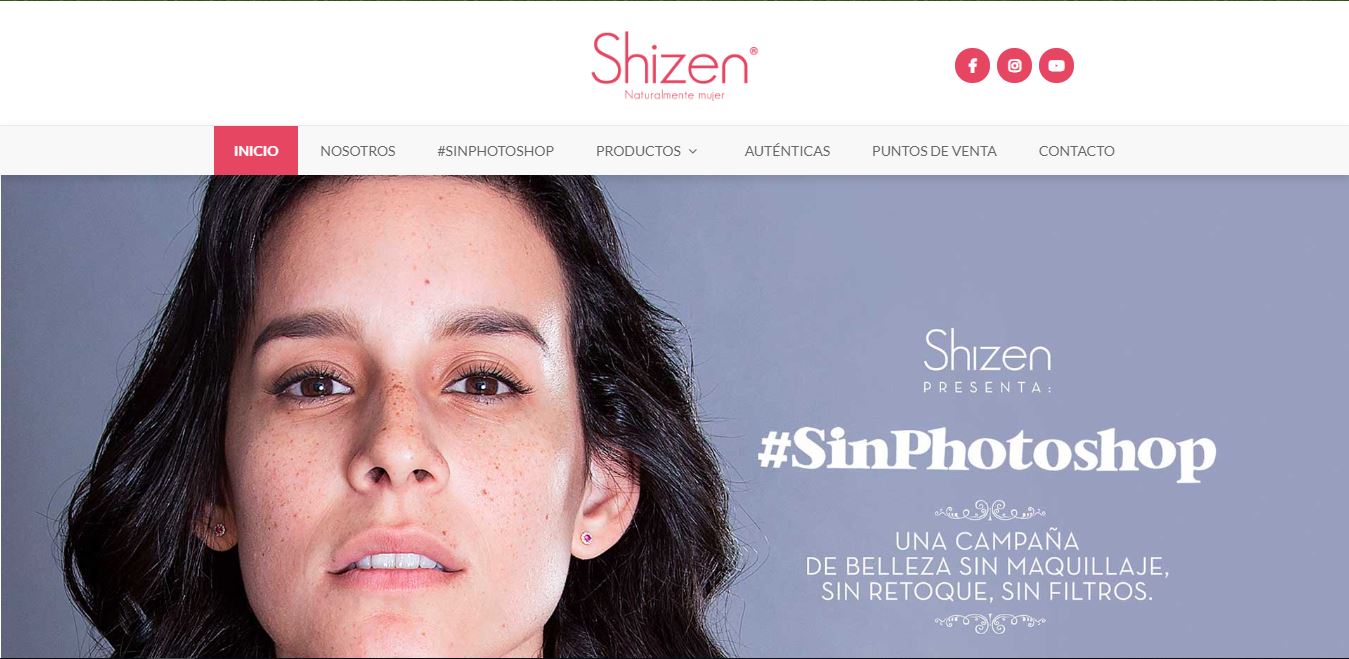 Shizen®
Naturalmente mujer
INICIO NOSOTROS #SINPHOTOSHOP PRODUCTOS AUTÉNTICAS PUNTOS DE VENTA CONTACTO
Shizen
PRESENTA:
#SinPhotoshop
UNA CAMPAÑA
DE BELLEZA SIN MAQUILLAJE,
SIN RETOQUE, SIN FILTROS.